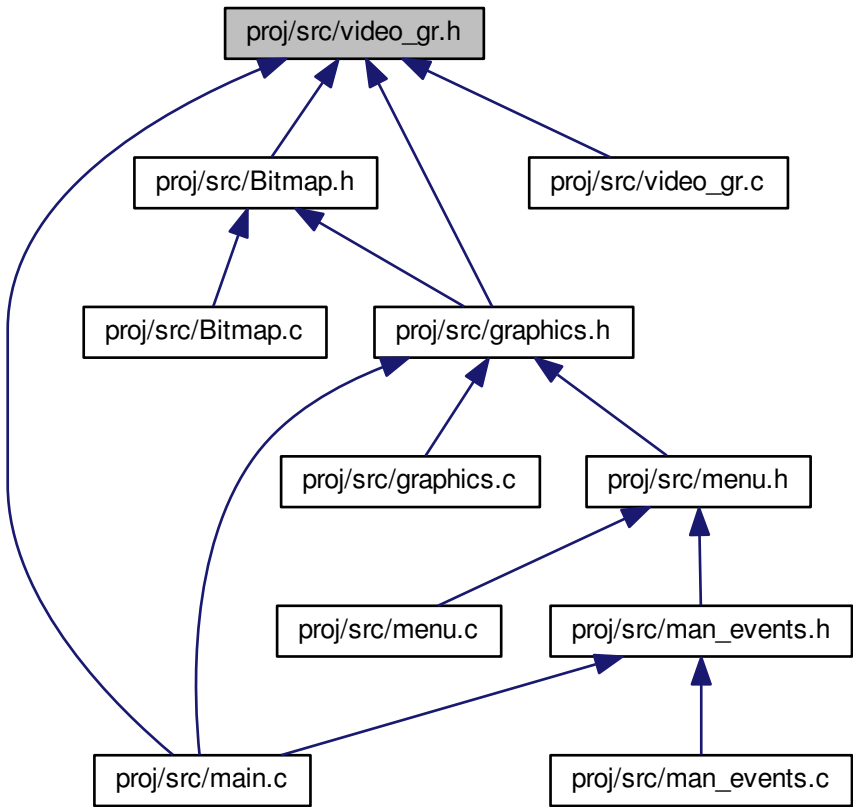 proj/src/video_gr.h
proj/src/Bitmap.h
proj/src/video_gr.c
proj/src/Bitmap.c
proj/src/graphics.h
proj/src/graphics.c
proj/src/menu.h
proj/src/menu.c
proj/src/man_events.h
proj/src/main.c
proj/src/man_events.c